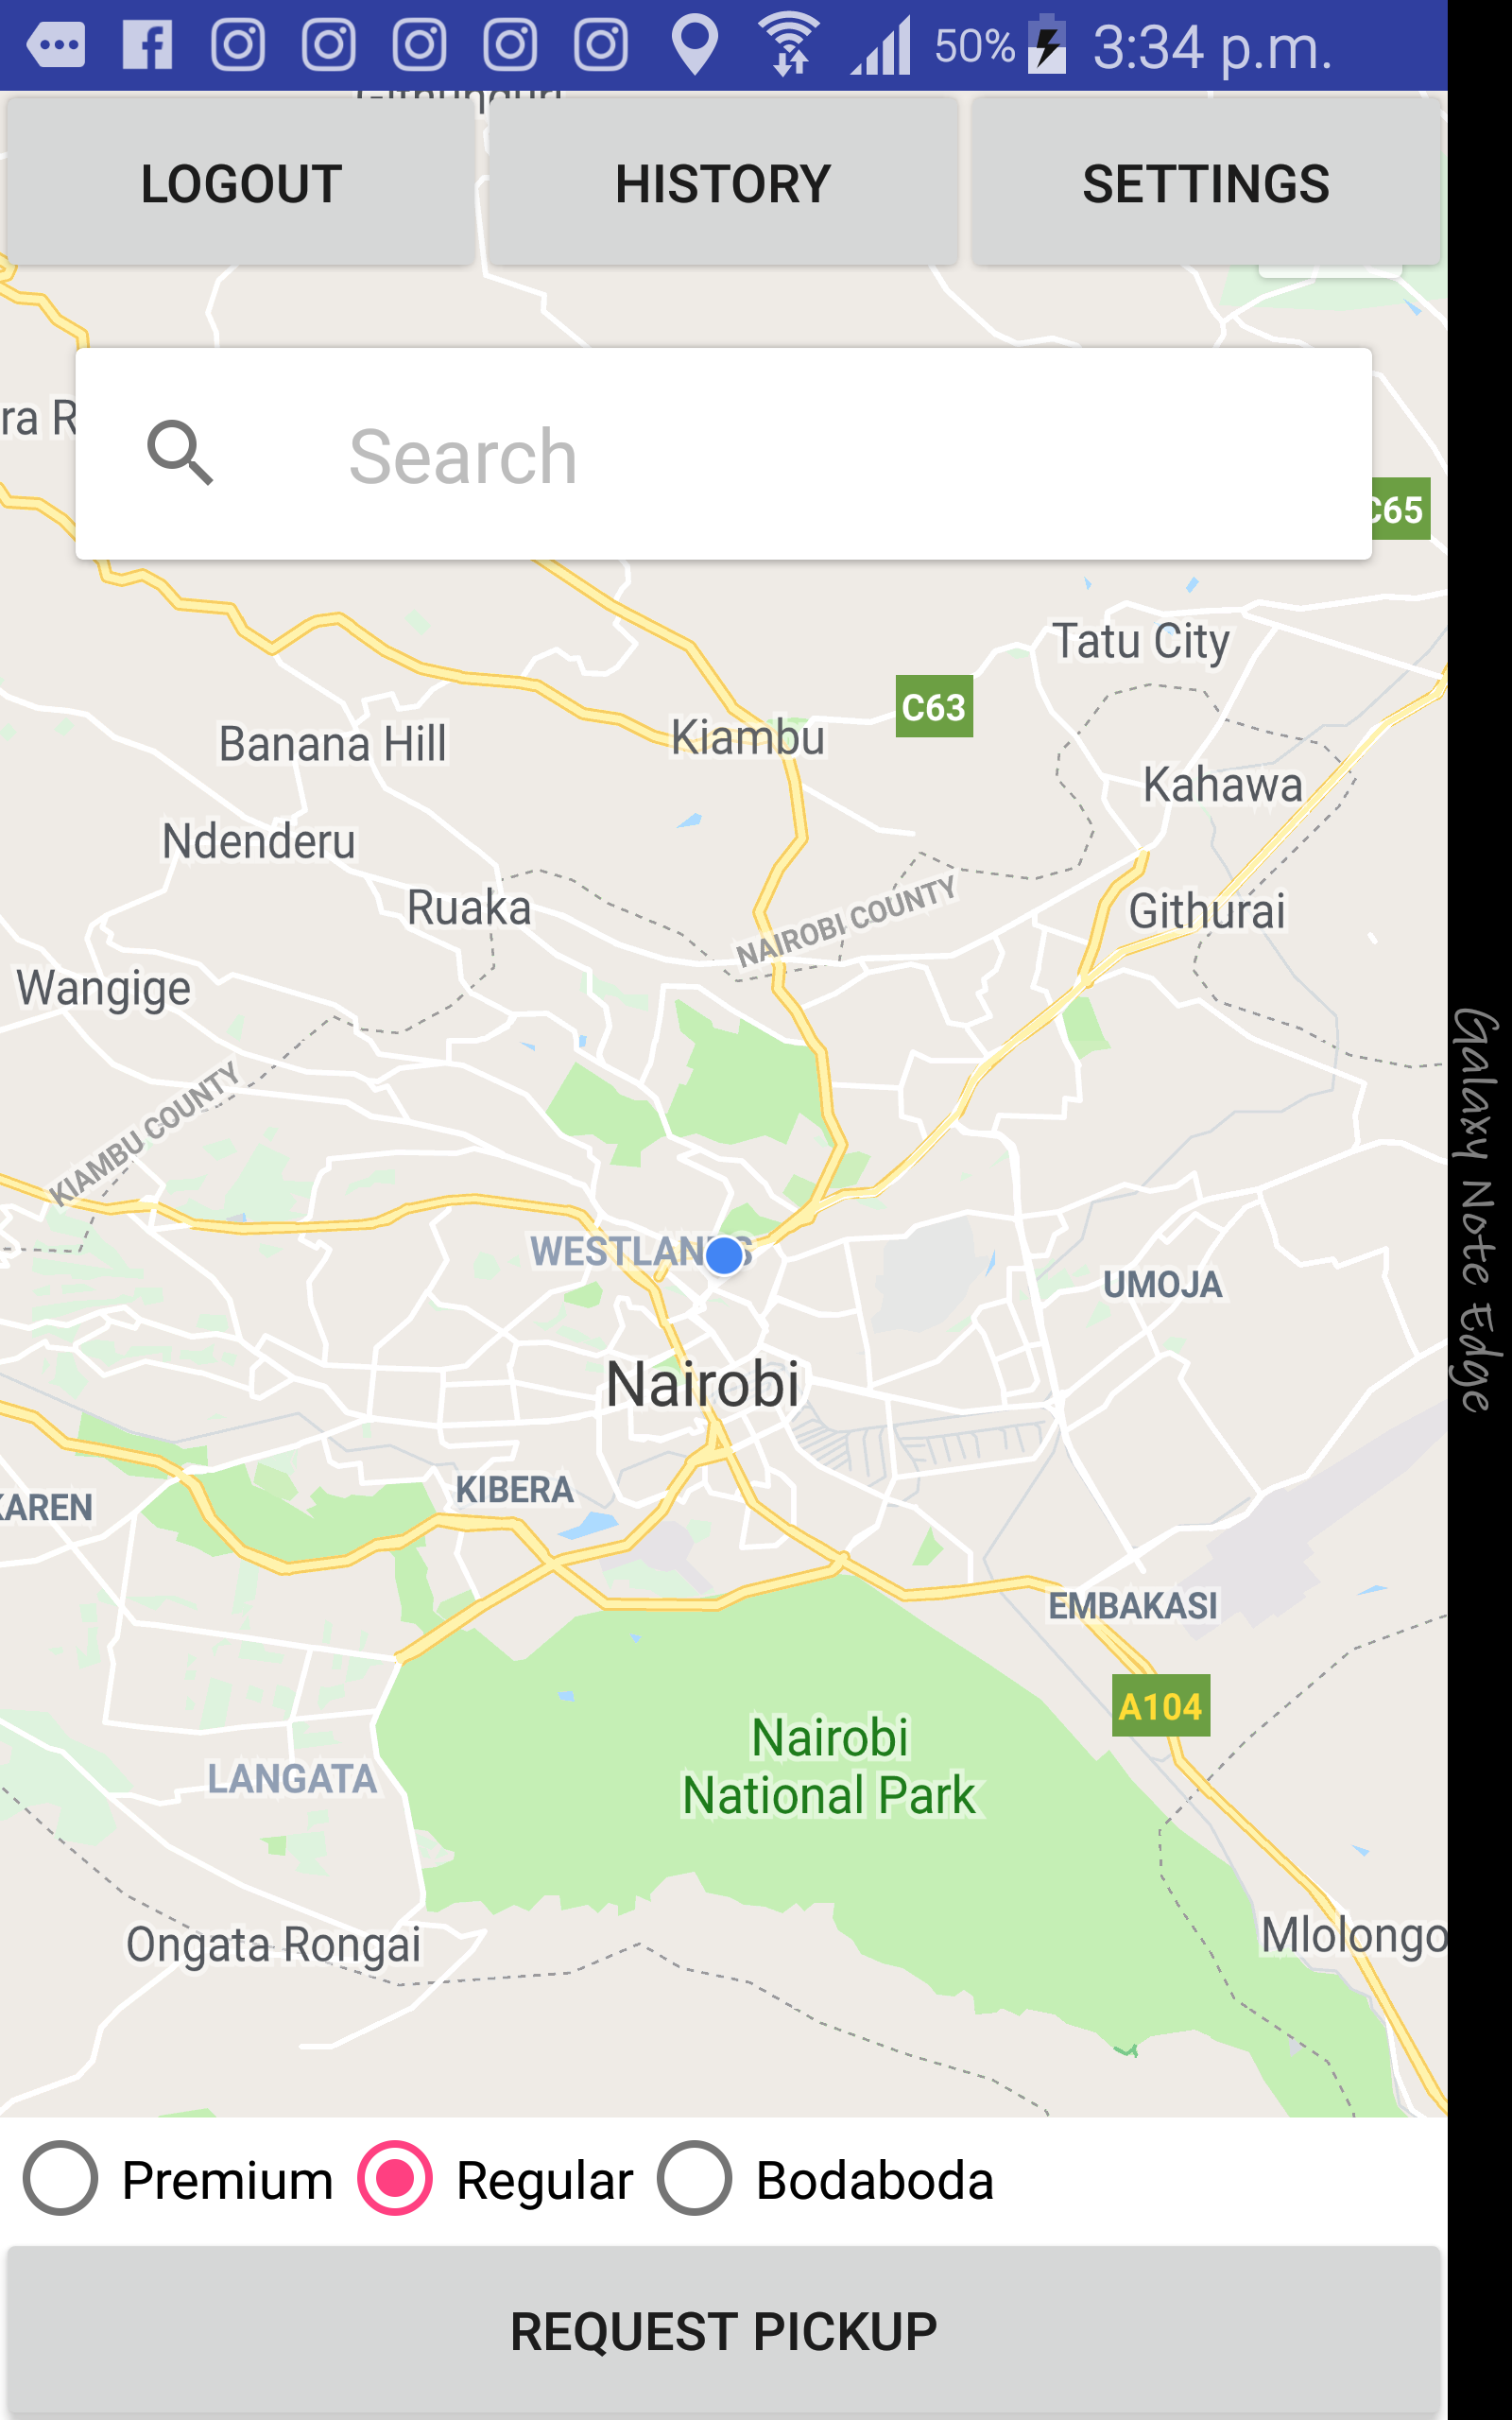 50% 3:34 p.m.
LOGOUT HISTORY SETTINGS
ra R
Search
C65
Tatu City
C63
Kiambu
Banana Hill
Kahawa
Ndenderu
Ruaka
Githurai
NAIROBI COUNTY
Wangige
KIAMBU COUNTY
WESTLANDS
UMOJA
Nairobi
KIBERA
KAREN
EMBAKASI
A104
Nairobi
National Park
LANGATA
Ongata Rongai
Mlolongo
Premium Regular Bodaboda
REQUEST PICKUP
Galaxy Note Edge